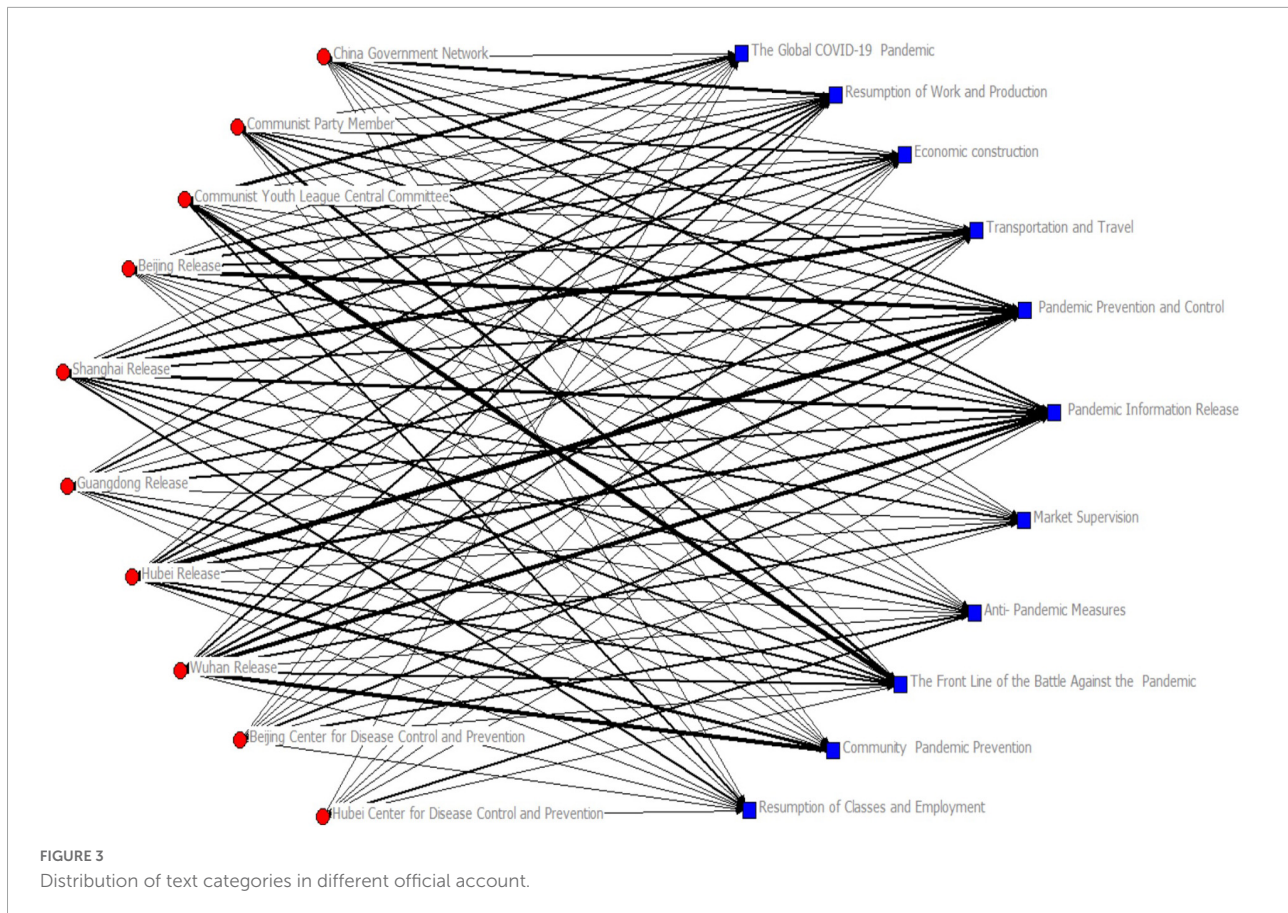 China Government Network
The Global COVID-19 Pandemic
Resumption of Work and Production
Communist Party Member
Economic construction
Communist Youth League Central Committee
Transportation and Travel
Beijing Release
Pandemic Prevention and Control
Shanghai Release
Pandemic Information Release
Guangdong Release
Market Supervision
Hubei Release
Anti- Pandemic Measures
Wuhan Release
The Front Line of the Battle Against the Pandemic
Beijing Center for Disease Control and Prevention
Community Pandemic Prevention
Hubei Center for Disease Control and Prevention
Resumption of Classes and Employment
FIGURE 3
Distribution of text categories in different official account.